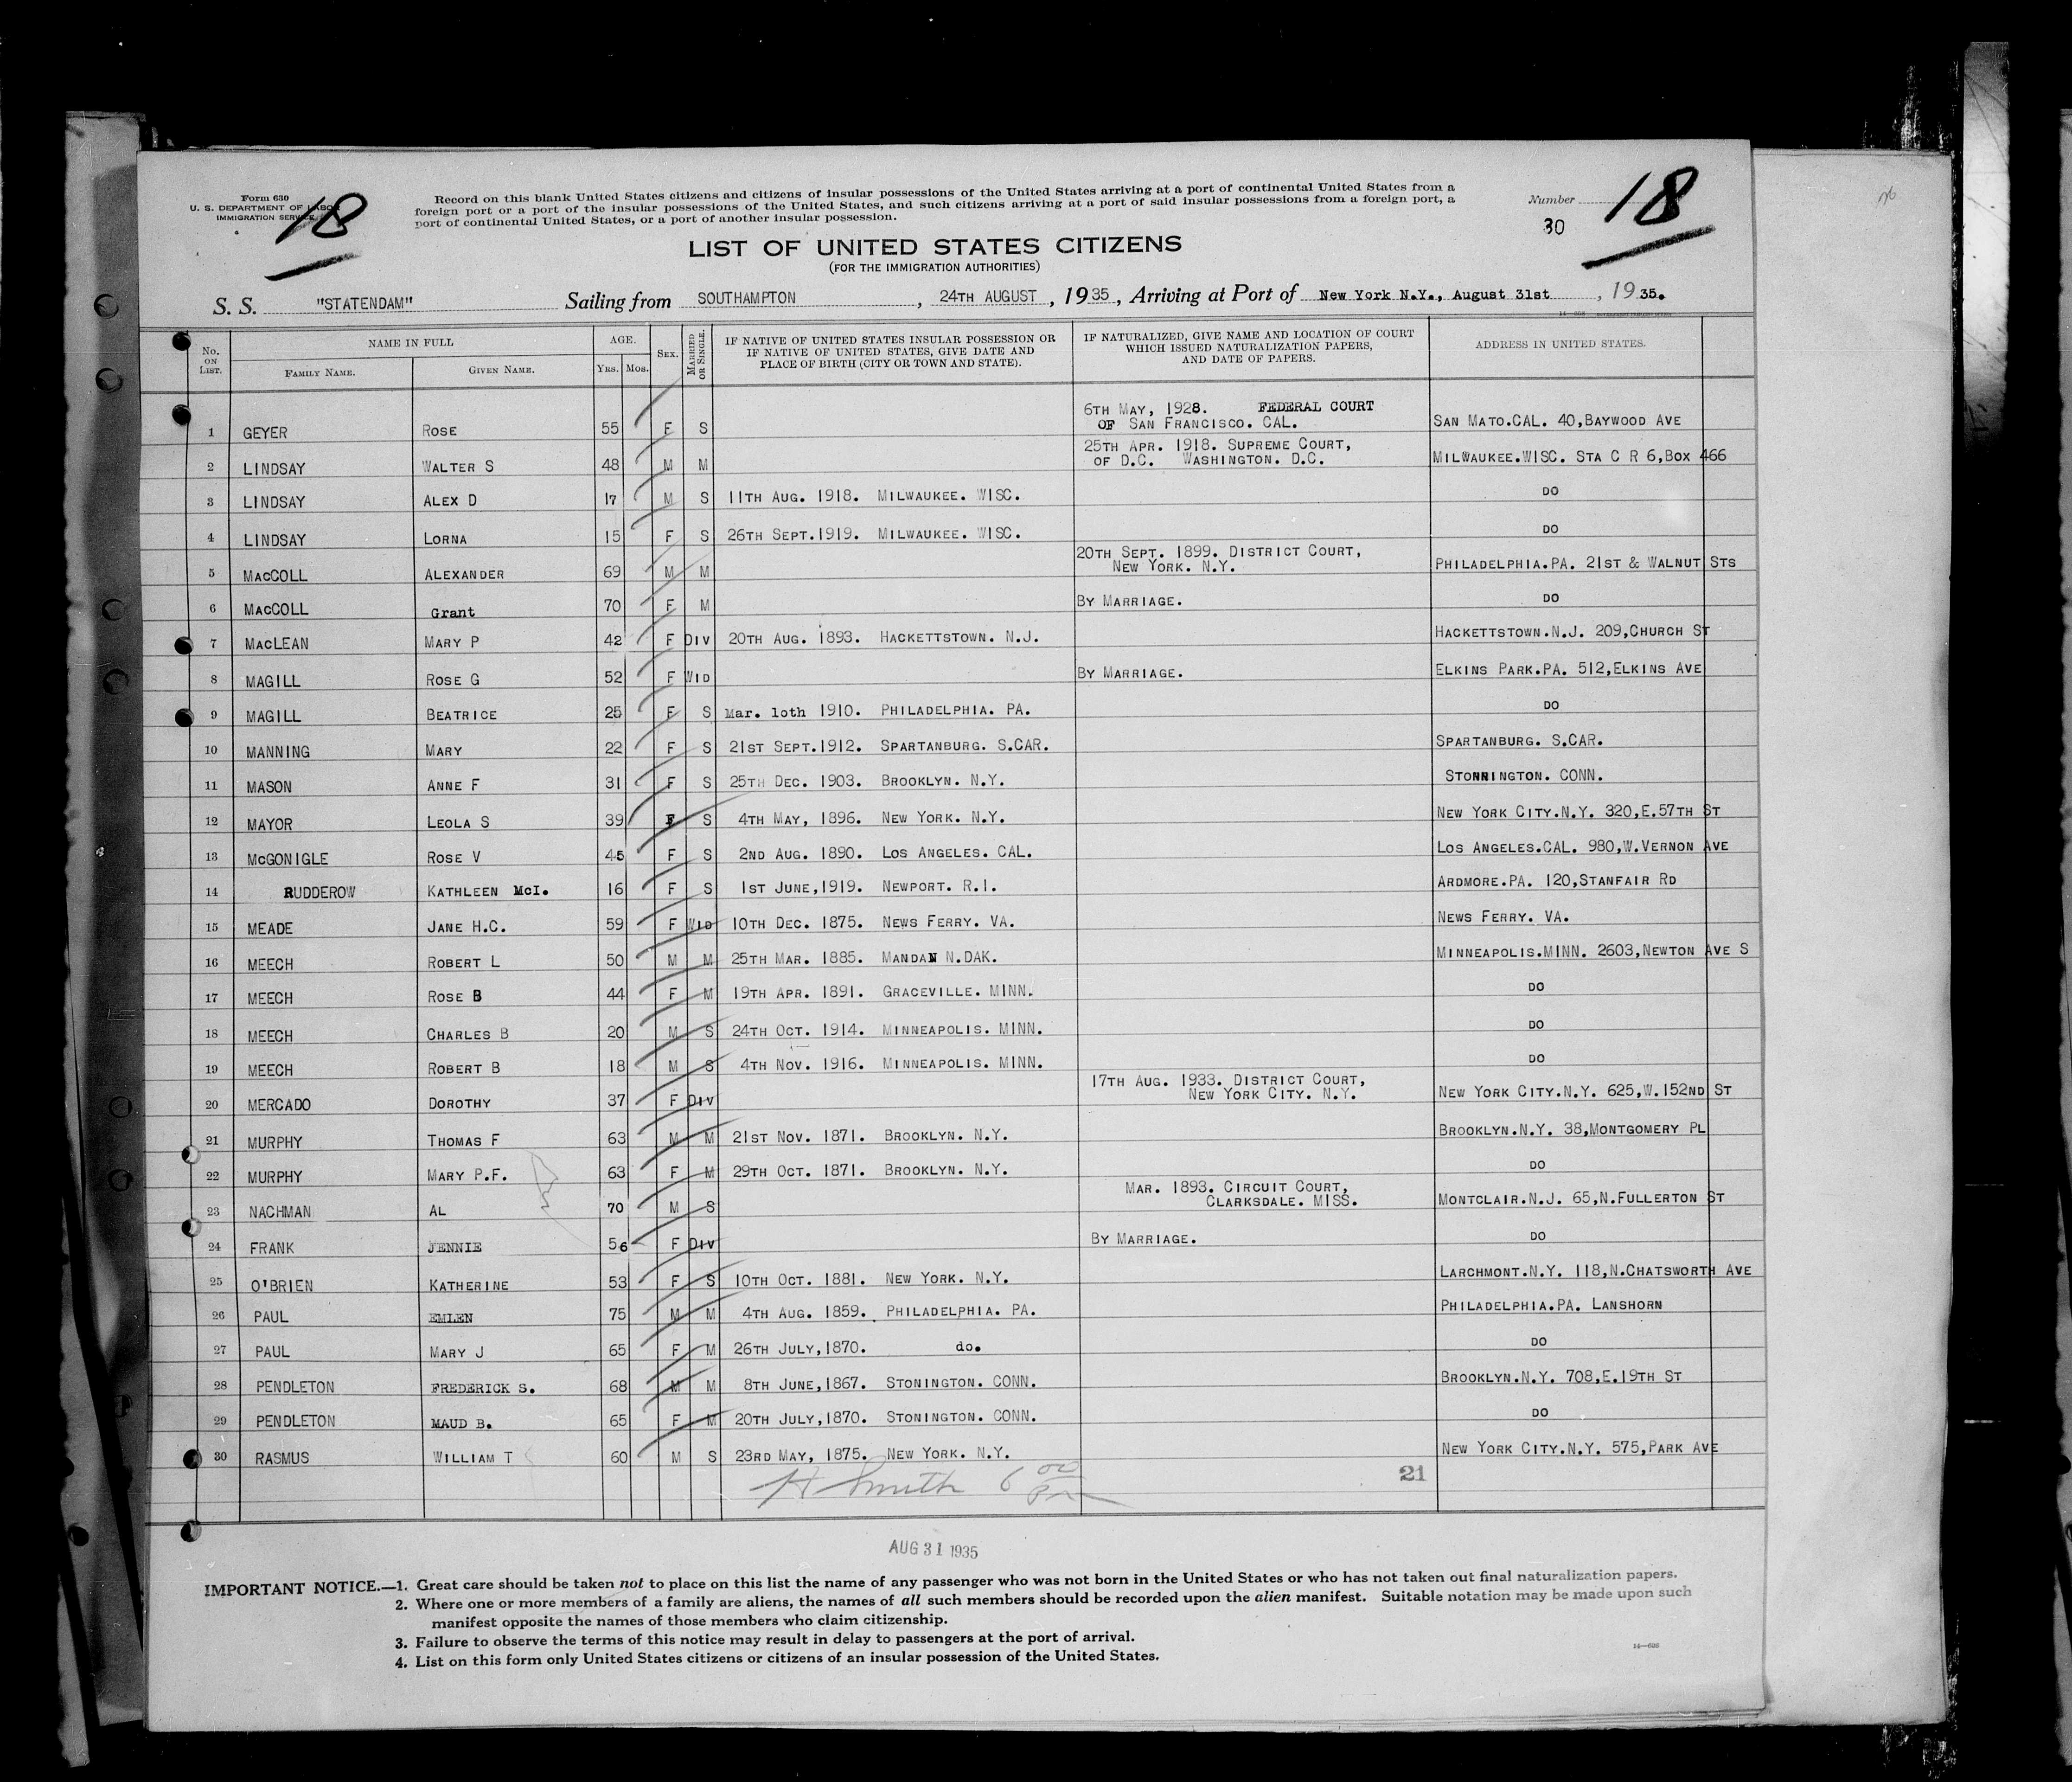 Form 630
U. S. DEPARTMENT OF LABOR
IMMIGRATION SERVICE
18
Record on this blank United States citizens and citizens of insular possessions of the United States arriving at a port of continental United States from a
foreign port or a port of the insular possessions of the United States, and such citizens arriving at a port of said insular possessions from a foreign port, a
port of continental United States, or a port of another insular possession.
Number
30
18
LIST OF UNITED STATES CITIZENS
(FOR THE IMMIGRATION AUTHORITIES)
S. S. "STATENDAM" Sailing from SOUTHAMPTON, 24TH AUGUST, 1935, Arriving at Port of New York N.Y., August 31st, 1935.
No. ON LIST. NAME IN FULL AGE. SEX. MARRIED OR SINGLE. IF NATIVE OF UNITED STATES INSULAR POSSESSION OR IF NATIVE OF UNITED STATES, GIVE DATE AND PLACE OF BIRTH (CITY OR TOWN AND STATE). IF NATURALIZED, GIVE NAME AND LOCATION OF COURT WHICH ISSUED NATURALIZATION PAPERS, AND DATE OF PAPERS. ADDRESS IN UNITED STATES.
FAMILY NAME. GIVEN NAME. YRS. MOS.
6TH MAY, 1928. FEDERAL COURT
1 GEYER ROSE 55 F S OF SAN FRANCISCO. CAL. SAN MATO.CAL. 40,BAYWOOD AVE
25TH APR. 1918. SUPREME COURT,
2 LINDSAY WALTER S 48 M M OF D.C. WASHINGTON. D.C. MILWAUKEE.WISC. STA C R 6,BOX 466
3 LINDSAY ALEX D 17 M S 11TH AUG. 1918. MILWAUKEE. WISC. DO
4 LINDSAY LORNA 15 F S 26TH SEPT.1919. MILWAUKEE. WISC. DO
20TH SEPT. 1899. DISTRICT COURT,
5 MACCOLL ALEXANDER 69 M M NEW YORK. N.Y. PHILADELPHIA.PA. 21ST & WALNUT STS
6 MACCOLL Grant 70 F M BY MARRIAGE. DO
7 MACLEAN MARY P 42 F DIV 20TH AUG. 1893. HACKETTSTOWN. N.J. HACKETTSTOWN.N.J. 209,CHURCH ST
8 MAGILL ROSE G 52 F WID BY MARRIAGE. ELKINS PARK.PA. 512,ELKINS AVE
9 MAGILL BEATRICE 25 F S Mar. 10th 1910. PHILADELPHIA. PA. DO
10 MANNING MARY 22 F S 21ST SEPT.1912. SPARTANBURG. S.CAR. SPARTANBURG. S.CAR.
11 MASON ANNE F 31 F S 25TH DEC. 1903. BROOKLYN. N.Y. STONNINGTON. CONN.
12 MAYOR LEOLA S 39 F S 4TH MAY, 1896. NEW YORK. N.Y. NEW YORK CITY.N.Y. 320,E.57TH ST
13 MCGONIGLE ROSE V 45 F S 2ND AUG. 1890. LOS ANGELES. CAL. LOS ANGELES.CAL. 980,W.VERNON AVE
14 RUDDEROW KATHLEEN McI. 16 F S 1ST JUNE,1919. NEWPORT. R.I. ARDMORE.PA. 120,STANFAIR RD
15 MEADE JANE H.C. 59 F WID 10TH DEC. 1875. NEWS FERRY. VA. NEWS FERRY. VA.
16 MEECH ROBERT L 50 M M 25TH MAR. 1885. MANDAN N.DAK. MINNEAPOLIS.MINN. 2603,NEWTON AVE S
17 MEECH ROSE B 44 F M 19TH APR. 1891. GRACEVILLE. MINN. DO
18 MEECH CHARLES B 20 M S 24TH OCT. 1914. MINNEAPOLIS. MINN. DO
19 MEECH ROBERT B 18 M S 4TH NOV. 1916. MINNEAPOLIS. MINN. DO
17TH AUG. 1933. DISTRICT COURT,
20 MERCADO DOROTHY 37 F DIV NEW YORK CITY. N.Y. NEW YORK CITY.N.Y. 625,W.152ND ST
21 MURPHY THOMAS F 63 M M 21ST NOV. 1871. BROOKLYN. N.Y. BROOKLYN.N.Y. 38,MONTGOMERY PL
22 MURPHY MARY P.F. 63 F M 29TH OCT. 1871. BROOKLYN. N.Y. DO
MAR. 1893. CIRCUIT COURT,
23 NACHMAN AL 70 M S CLARKSDALE. MISS. MONTCLAIR.N.J. 65,N.FULLERTON ST
24 FRANK JENNIE 56 F DIV BY MARRIAGE. DO
25 O'BRIEN KATHERINE 53 F S 10TH OCT. 1881. NEW YORK. N.Y. LARCHMONT.N.Y. 118,N.CHATSWORTH AVE
26 PAUL EMLEN 75 M M 4TH AUG. 1859. PHILADELPHIA. PA. PHILADELPHIA.PA. LANSHORN
27 PAUL MARY J 65 F M 26TH JULY,1870. do. DO
28 PENDLETON FREDERICK S. 68 M M 8TH JUNE,1867. STONINGTON. CONN. BROOKLYN.N.Y. 708,E.19TH ST
29 PENDLETON MAUD B. 65 F M 20TH JULY,1870. STONINGTON. CONN. DO
30 RASMUS WILLIAM T 60 M S 23RD MAY, 1875. NEW YORK. N.Y. NEW YORK CITY.N.Y. 575,PARK AVE
H Smith 6 00 Pm
21
AUG 31 1935
IMPORTANT NOTICE.—1. Great care should be taken not to place on this list the name of any passenger who was not born in the United States or who has not taken out final naturalization papers.
2. Where one or more members of a family are aliens, the names of all such members should be recorded upon the alien manifest. Suitable notation may be made upon such
manifest opposite the names of those members who claim citizenship.
3. Failure to observe the terms of this notice may result in delay to passengers at the port of arrival.
4. List on this form only United States citizens or citizens of an insular possession of the United States.